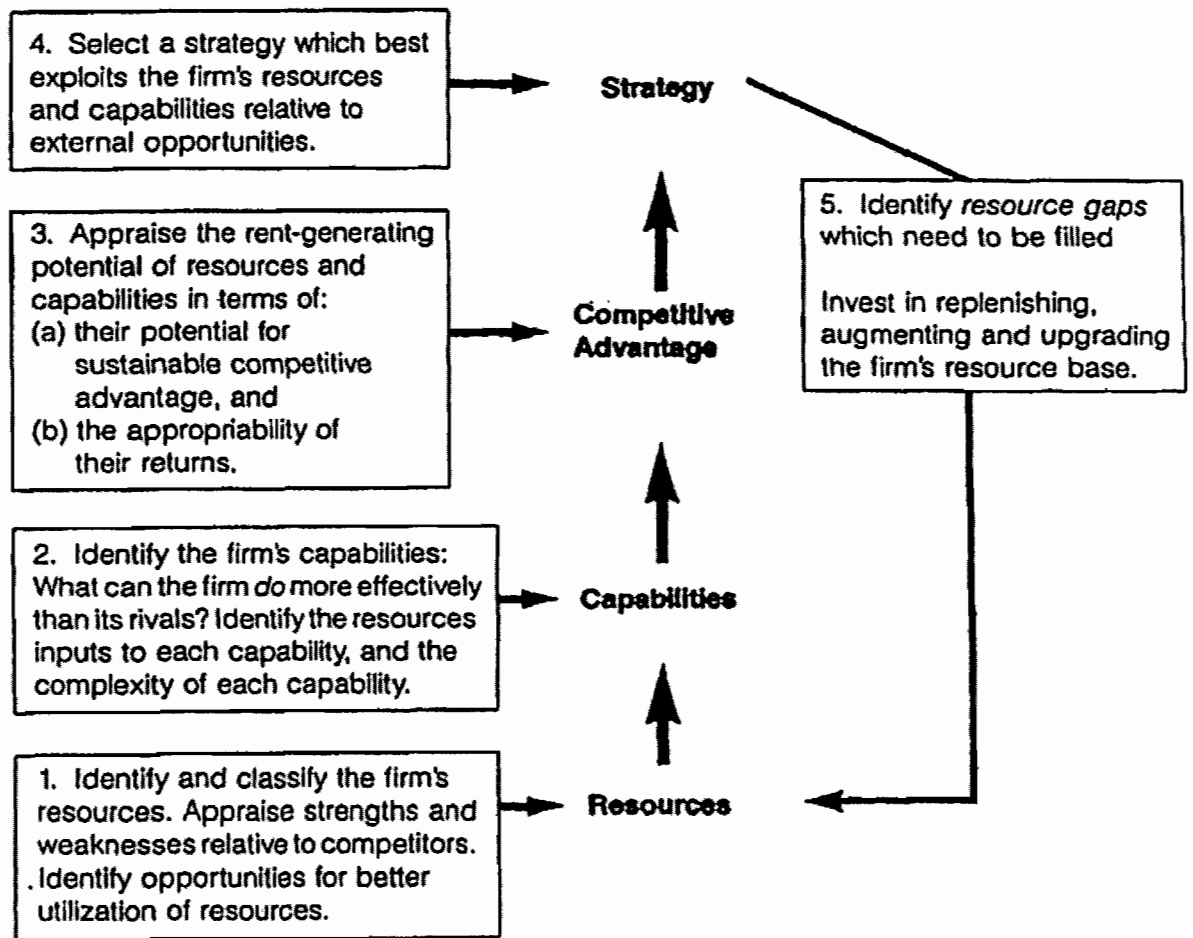 4. Select a strategy which best
exploits the firm's resources
and capabilities relative to
external opportunities.
Strategy
5. Identify resource gaps
which need to be filled
Invest in replenishing,
augmenting and upgrading
the firm's resource base.
3. Appraise the rent-generating
potential of resources and
capabilities in terms of:
(a) their potential for
sustainable competitive
advantage, and
(b) the appropriability of
their returns.
Competitive
Advantage
2. Identify the firm's capabilities:
What can the firm do more effectively
than its rivals? Identify the resources
inputs to each capability, and the
complexity of each capability.
Capabilities
1. Identify and classify the firm's
resources. Appraise strengths and
weaknesses relative to competitors.
Identify opportunities for better
utilization of resources.
Resources